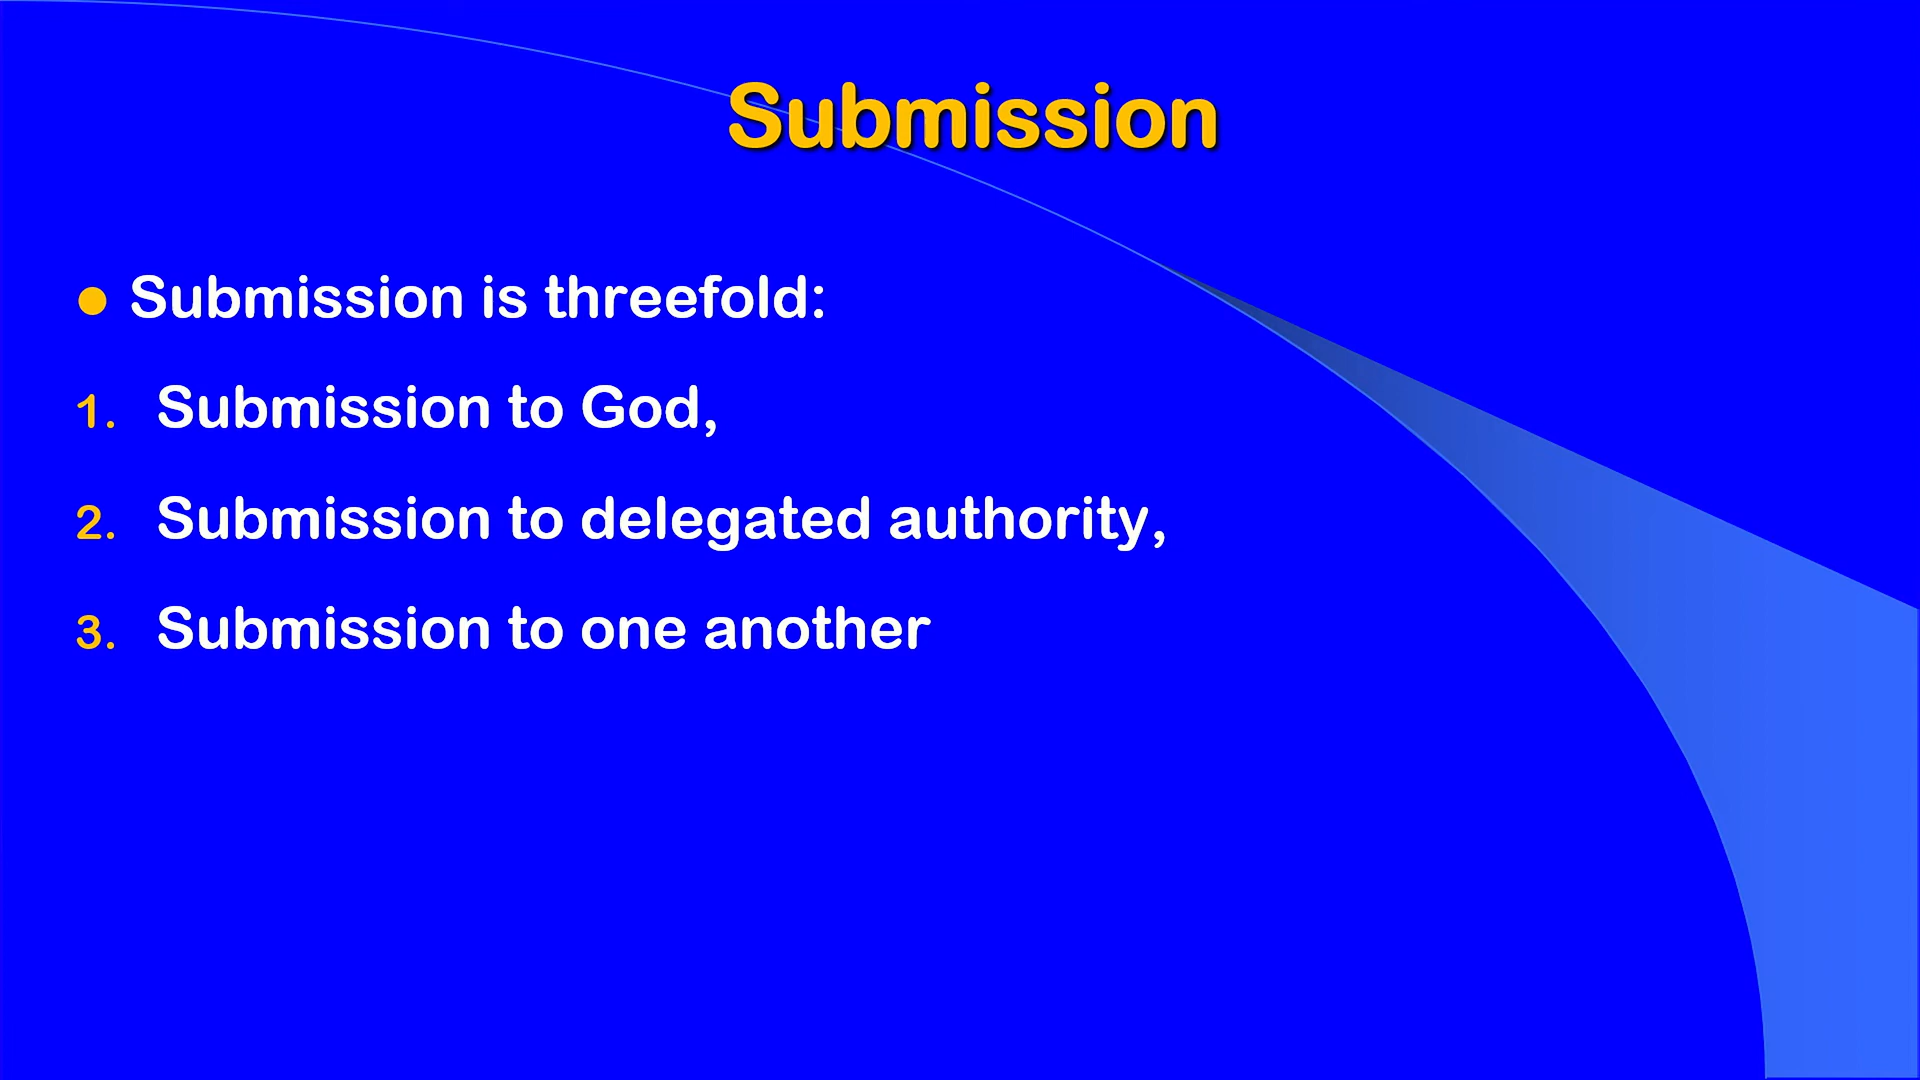 Submission
● Submission is threefold:
1. Submission to God,
2. Submission to delegated authority,
3. Submission to one another